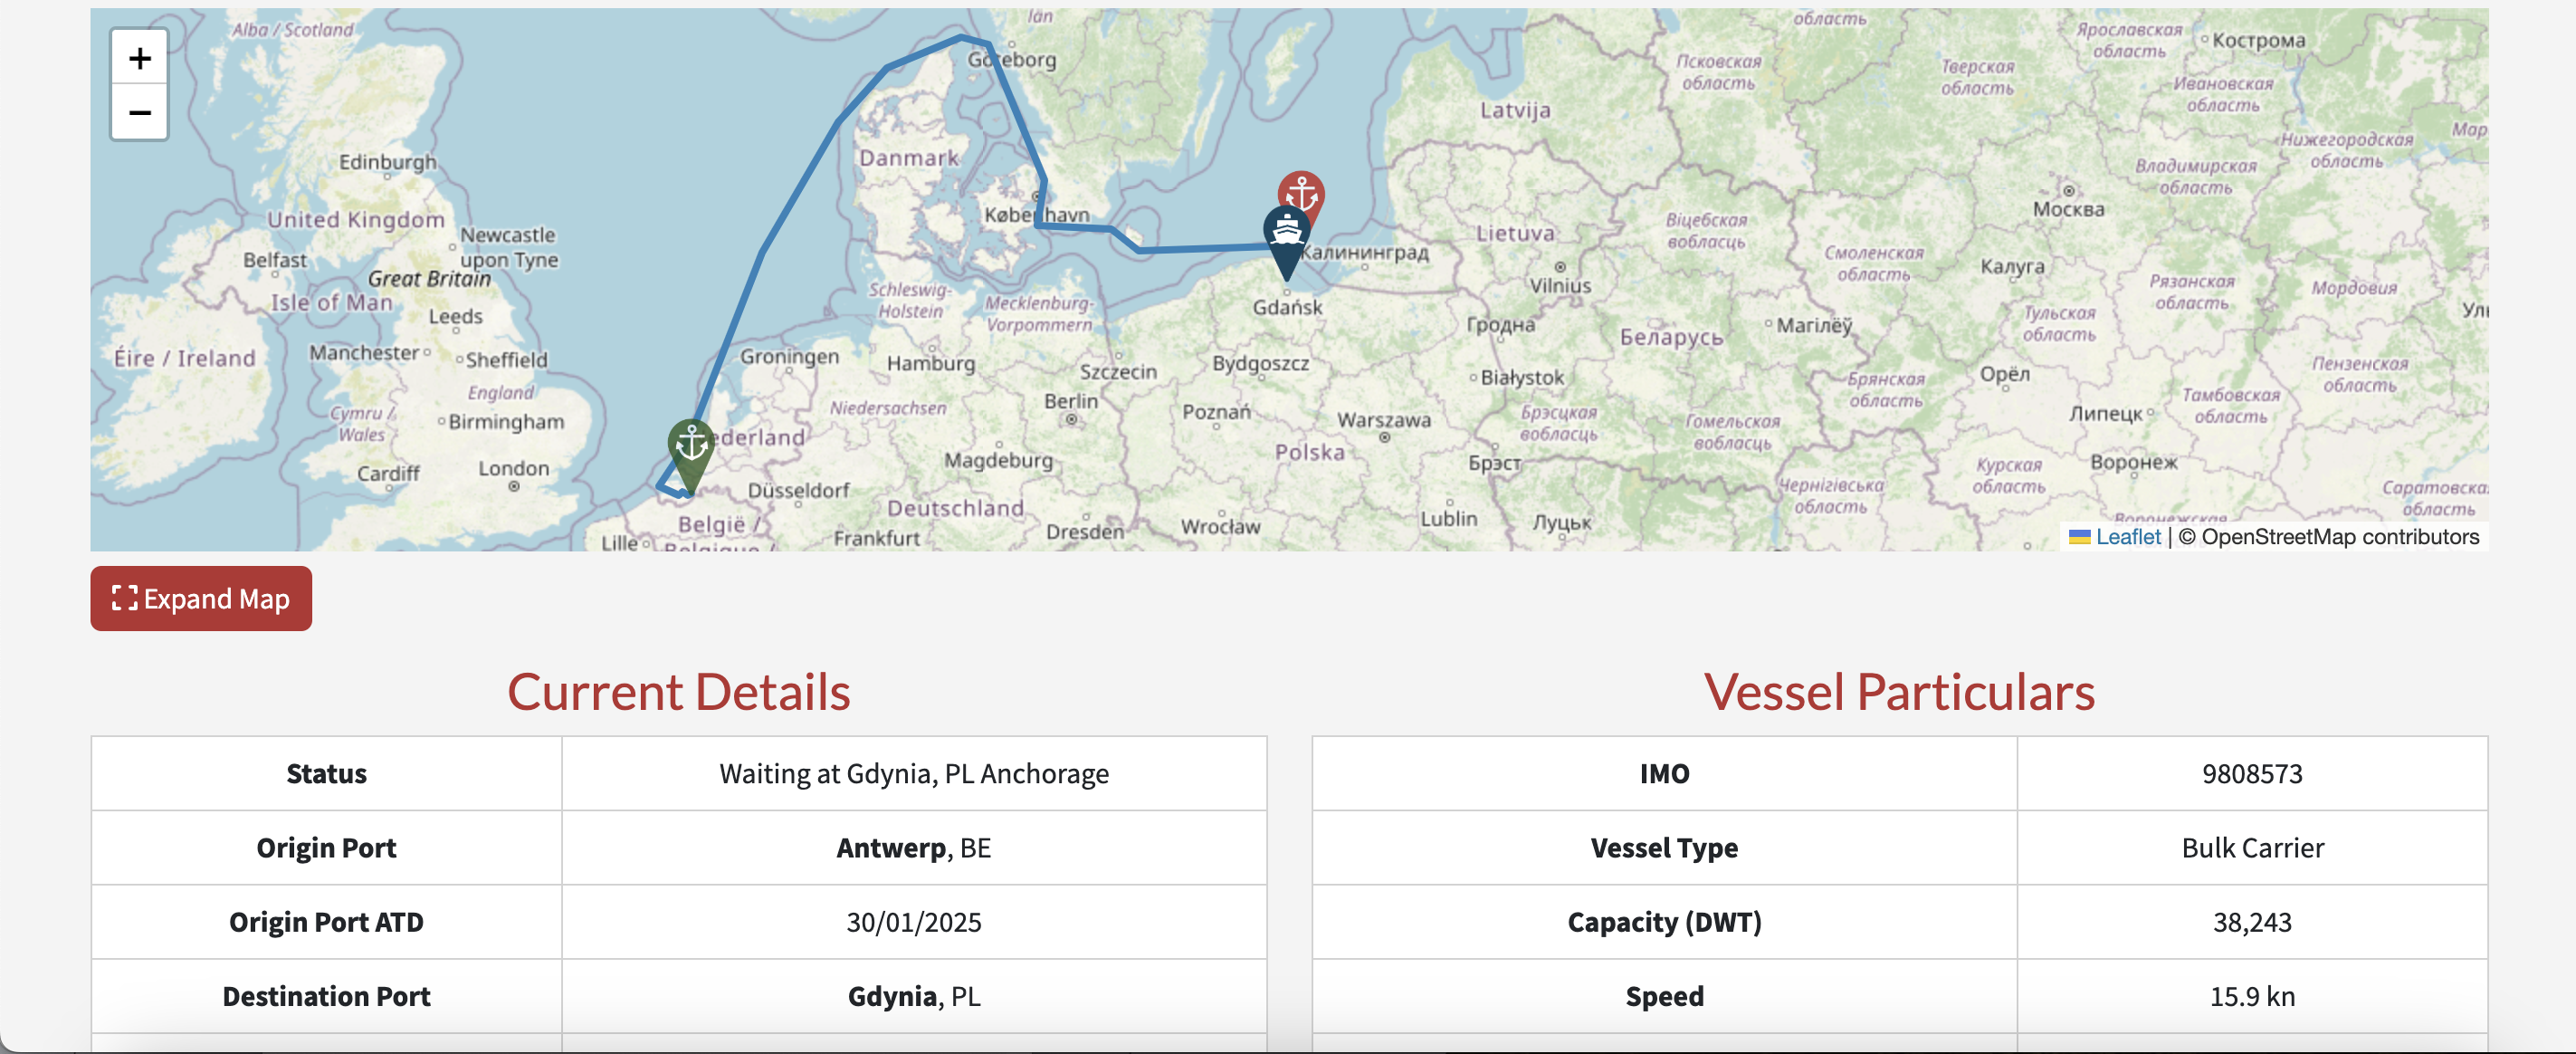 Alba / Scotland
län
область
Ярославская
область
Кострома
+
−
Göteborg
Псковская
область
Тверская
область
Ивановская
область
Latvija
Нижегородская
область
Мар
Edinburgh
Danmark
Владимирская
область
United Kingdom
København
Москва
Newcastle
upon Tyne
Belfast
Great Britain
Isle of Man
Віцебская
вобласць
Lietuva
Калининград
Смоленская
область
Калуга
Vilnius
Рязанская
область
Мордовия
Schleswig-
Holstein
Mecklenburg-
Vorpommern
Gdańsk
Leeds
Гродна
Беларусь
Магілёў
Тульская
область
Éire / Ireland
Manchester
Sheffield
Groningen
Hamburg
Szczecin
Bydgoszcz
Białystok
Брянская
область
Орёл
Пензенская
область
England
Cymru /
Wales
Birmingham
Niedersachsen
Berlin
Poznań
Warszawa
Брэсцкая
вобласць
Гомельская
вобласць
Липецк
Тамбовская
область
ederland
Polska
Cardiff
London
Magdeburg
Брэст
Курская
область
Воронеж
Düsseldorf
Deutschland
Чернігівська
область
Саратовска
область
België /
Belgique /
Lille
Frankfurt
Dresden
Wrocław
Lublin
Луцьк
Воронежская
Leaflet | © OpenStreetMap contributors
Expand Map
Current Details
Status Waiting at Gdynia, PL Anchorage
Origin Port Antwerp, BE
Origin Port ATD 30/01/2025
Destination Port Gdynia, PL
Vessel Particulars
IMO 9808573
Vessel Type Bulk Carrier
Capacity (DWT) 38,243
Speed 15.9 kn